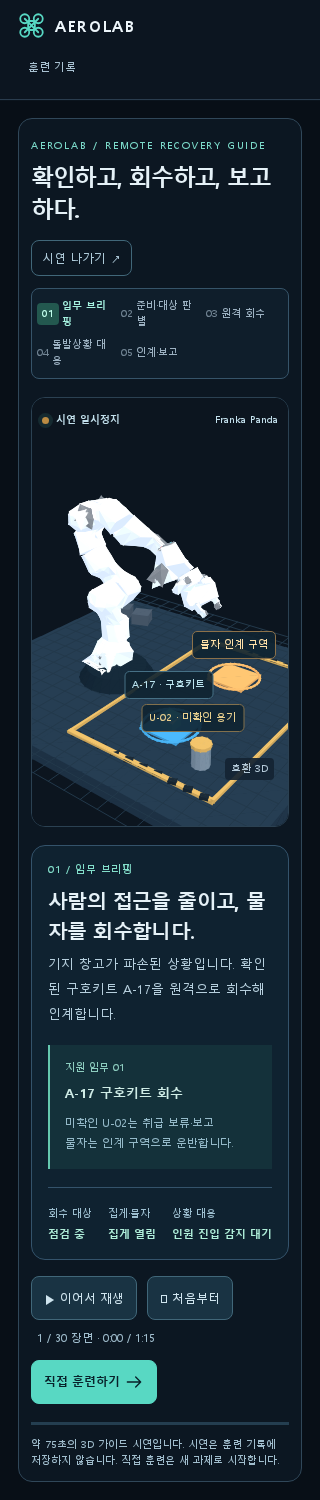 AEROLAB
훈련 기록
AEROLAB / REMOTE RECOVERY GUIDE
확인하고, 회수하고, 보고
하다.
시연 나가기 ↗
01 임무 브리
핑
02 준비·대상 판
별
03 원격 회수
04 돌발상황 대
응
05 인계·보고
시연 일시정지
Franka Panda
물자 인계 구역
A-17 · 구호키트
U-02 · 미확인 용기
흐환 3D
01 / 임무 브리핑
사람의 접근을 줄이고, 물
자를 회수합니다.
기지 창고가 파손된 상황입니다. 확인
된 구호키트 A-17을 원격으로 회수해
인계합니다.
지원 임무 01
A-17 구호키트 회수
미확인 U-02는 취급 보류·보고
물자는 인계 구역으로 운반합니다.
회수 대상 집게·물자 상황 대응
점검 중 집게 열림 인원 진입 감지 대기
▶ 이어서 재생
처음부터
1 / 30 장면 · 0:00 / 1:15
직접 훈련하기 →
약 75초의 3D 가이드 시연입니다. 시연은 훈련 기록에
저장하지 않습니다. 직접 훈련은 새 과제로 시작합니다.